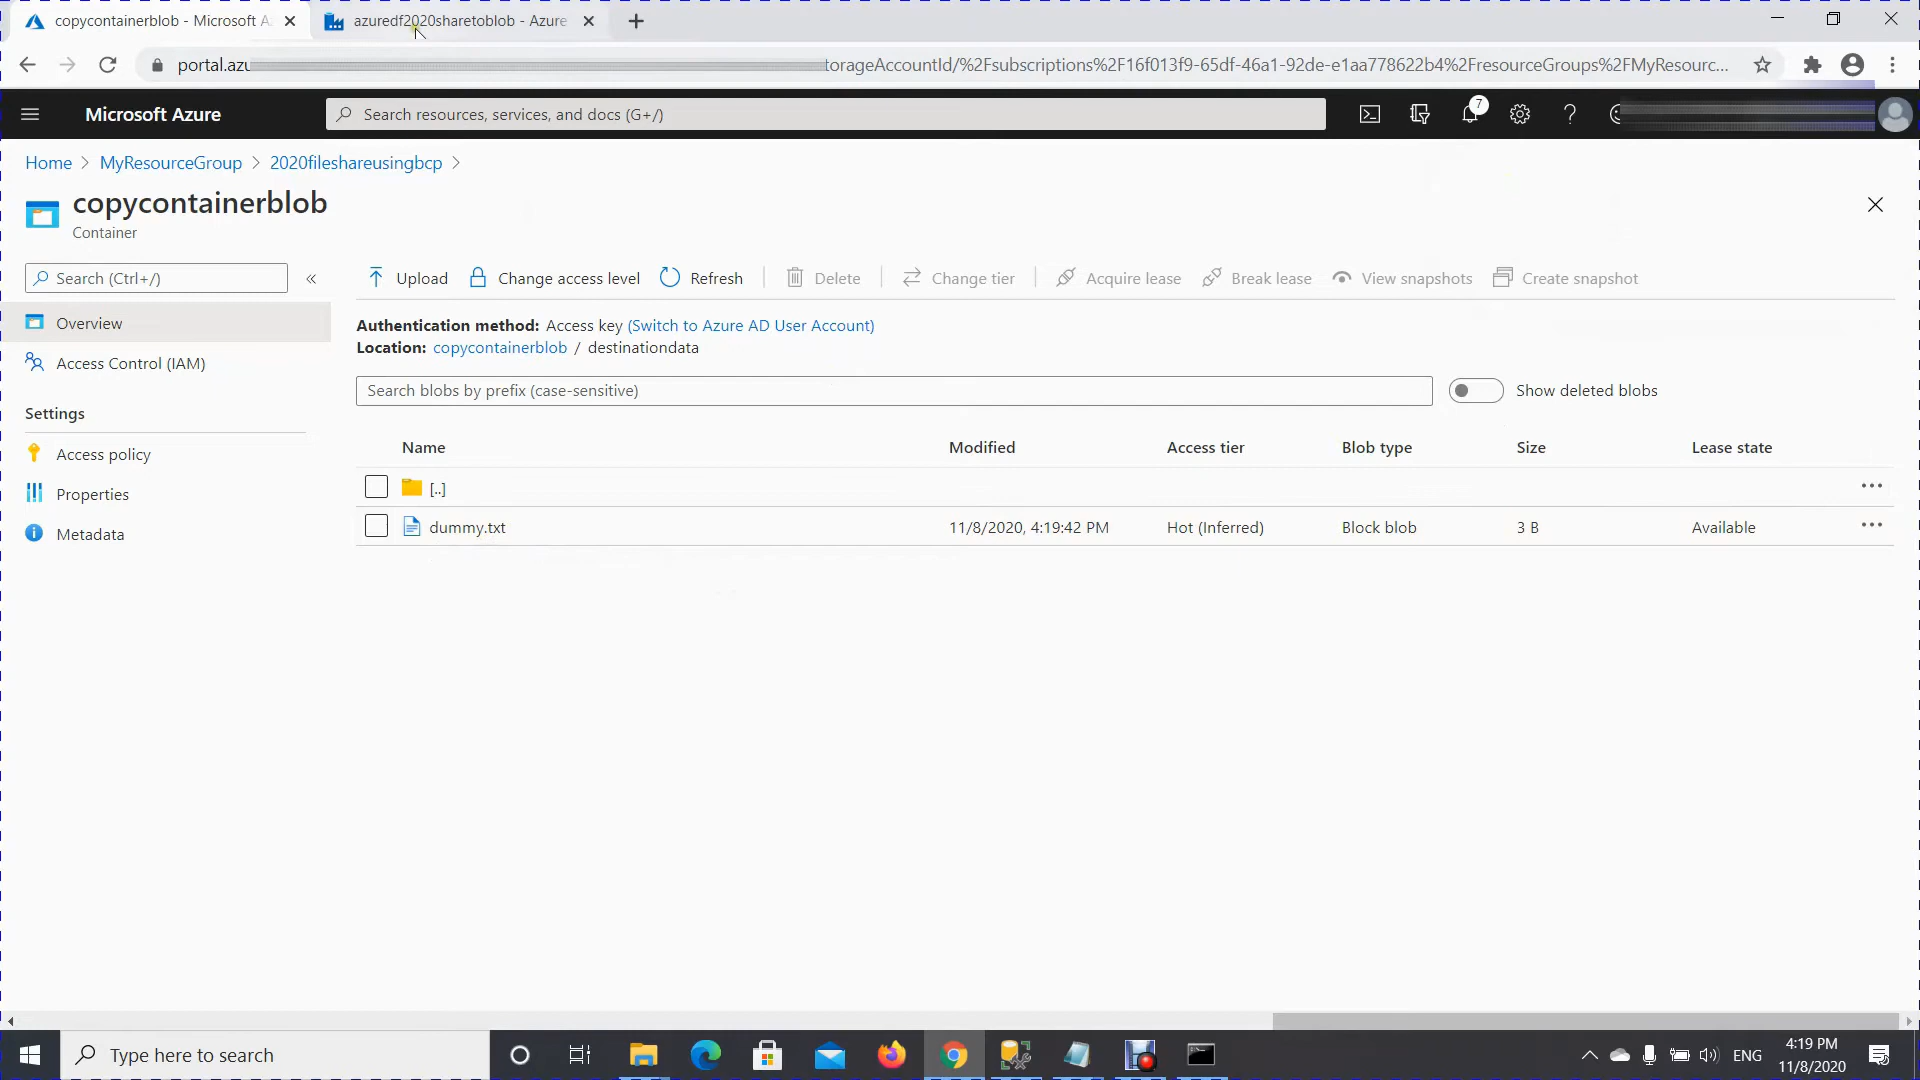 copycontainerblob - Microsoft A
azuredf2020sharetoblob - Azure
portal.azu
torageAccountId/%2Fsubscriptions%2F16f013f9-65df-46a1-92de-e1aa778622b4%2FresourceGroups%2FMyResourc...
Microsoft Azure
Search resources, services, and docs (G+/)
7
Home > MyResourceGroup > 2020fileshareusingbcp >
copycontainerblob
Container
Search (Ctrl+/)
«
Upload
Change access level
Refresh
Delete
Change tier
Acquire lease
Break lease
View snapshots
Create snapshot
Overview
Access Control (IAM)
Settings
Access policy
Properties
Metadata
Authentication method: Access key (Switch to Azure AD User Account)
Location: copycontainerblob / destinationdata
Search blobs by prefix (case-sensitive)
Show deleted blobs
Name Modified Access tier Blob type Size Lease state
[..]
dummy.txt 11/8/2020, 4:19:42 PM Hot (Inferred) Block blob 3 B Available
Type here to search
ENG
4:19 PM
11/8/2020